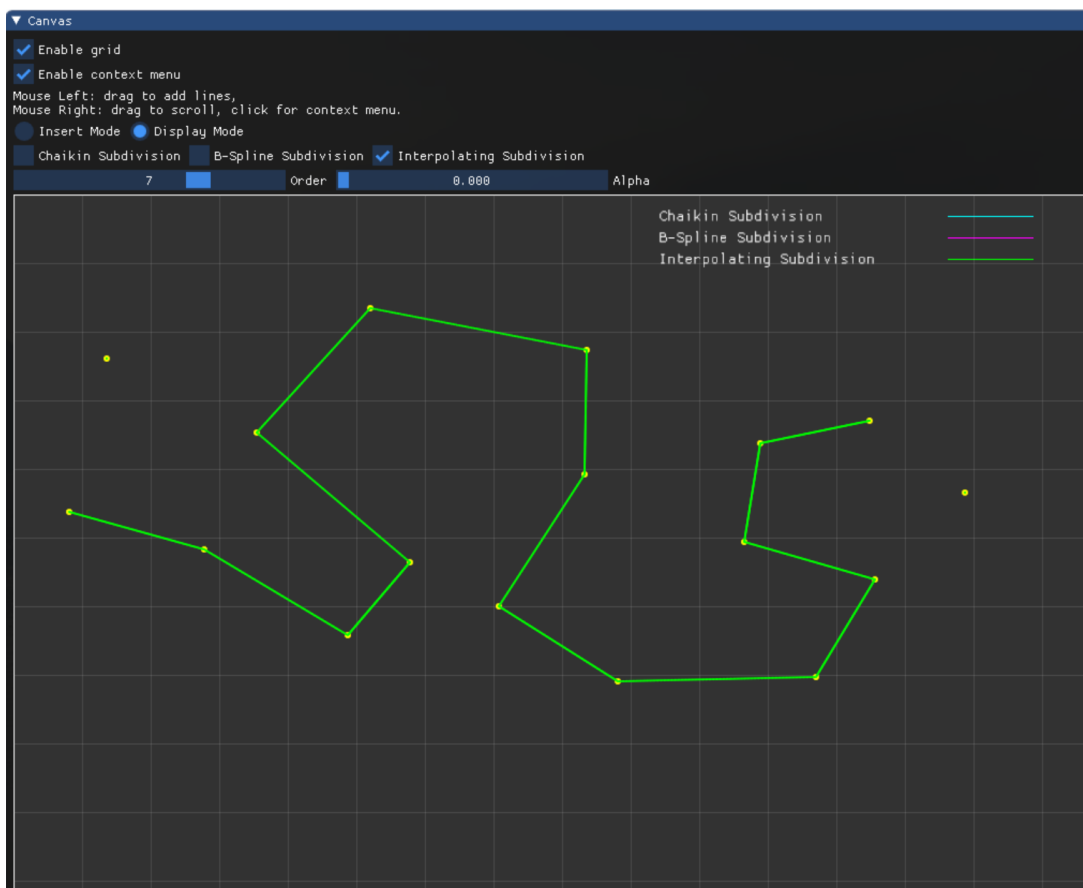 Canvas
Enable grid
Enable context menu
Mouse Left: drag to add lines,
Mouse Right: drag to scroll, click for context menu.
Insert Mode Display Mode
Chaikin Subdivision B-Spline Subdivision Interpolating Subdivision
7 Order 0.000 Alpha
Chaikin Subdivision
B-Spline Subdivision
Interpolating Subdivision